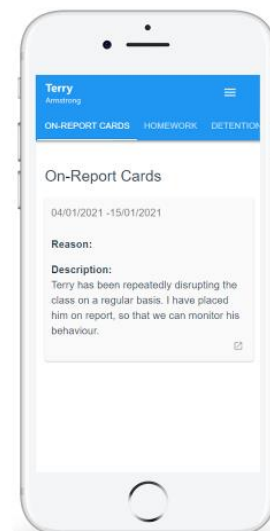 Terry
Armstrong
ON-REPORT CARDS HOMEWORK DETENTION
On-Report Cards
04/01/2021 -15/01/2021
Reason:
Description:
Terry has been repeatedly disrupting the
class on a regular basis. I have placed
him on report, so that we can monitor his
behaviour.